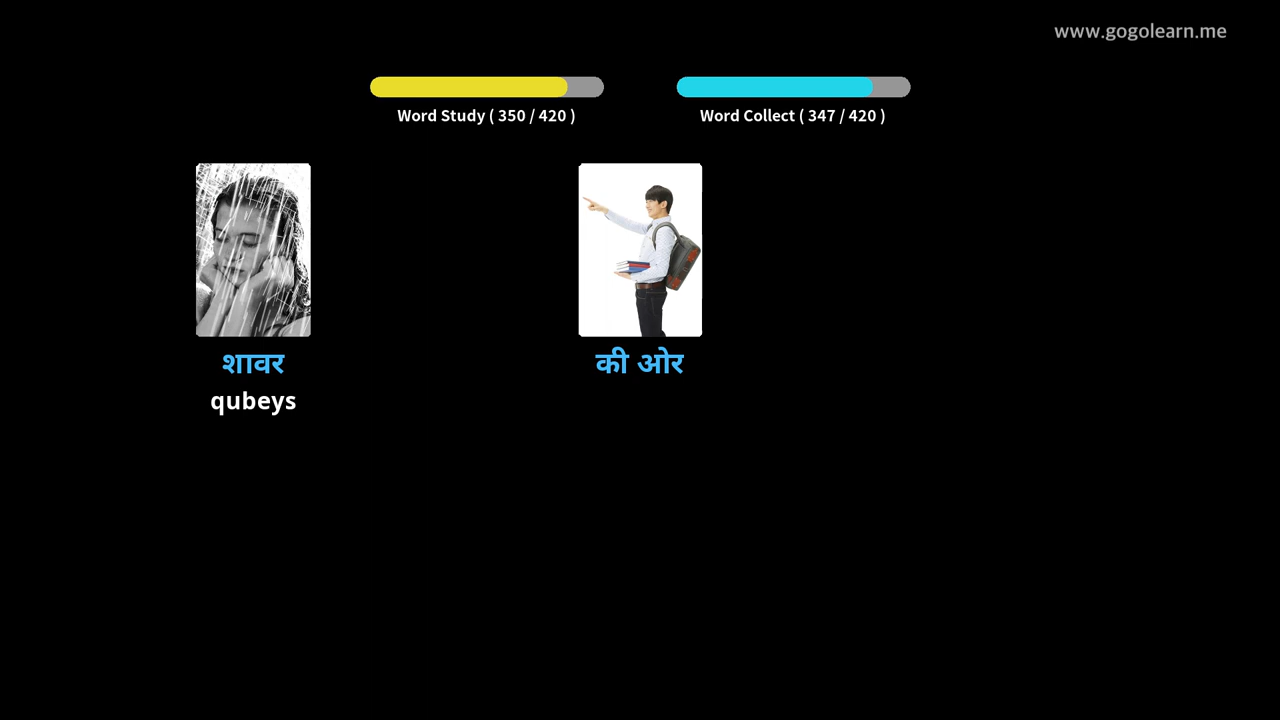 www.gogolearn.me
Word Study ( 350 / 420 )
Word Collect ( 347 / 420 )
शावर
की ओर
qubeys